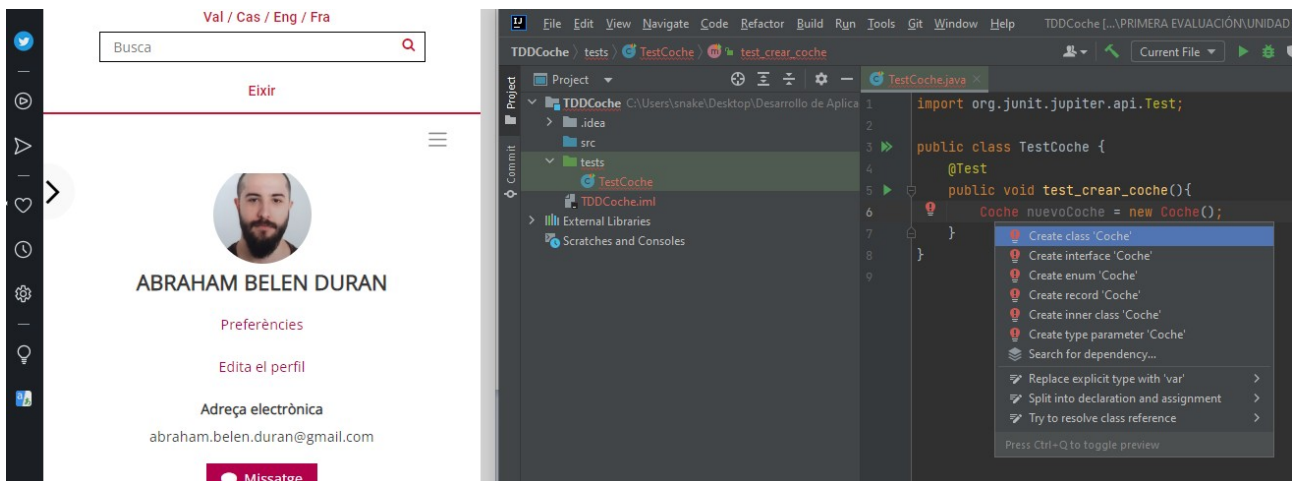 Val / Cas / Eng / Fra
Busca
Eixir
ABRAHAM BELEN DURAN
Preferències
Edita el perfil
Adreça electrònica
abraham.belen.duran@gmail.com
Missatge
File Edit View Navigate Code Refactor Build Run Tools Git Window Help TDDCoche [...\PRIMERA EVALUACIÓN\UNIDAD
TDDCoche tests TestCoche m test_crear_coche
Current File
Project
Commit
Project
TDDCoche C:\Users\snake\Desktop\Desarrollo de Aplica
.idea
src
tests
TestCoche
TDDCoche.iml
External Libraries
Scratches and Consoles
TestCoche.java
1 import org.junit.jupiter.api.Test;
2
3 public class TestCoche {
4 @Test
5 public void test_crear_coche(){
6 Coche nuevoCoche = new Coche();
7 }
8 }
9
Create class 'Coche'
Create interface 'Coche'
Create enum 'Coche'
Create record 'Coche'
Create inner class 'Coche'
Create type parameter 'Coche'
Search for dependency...
Replace explicit type with 'var'
Split into declaration and assignment
Try to resolve class reference
Press Ctrl+Q to toggle preview